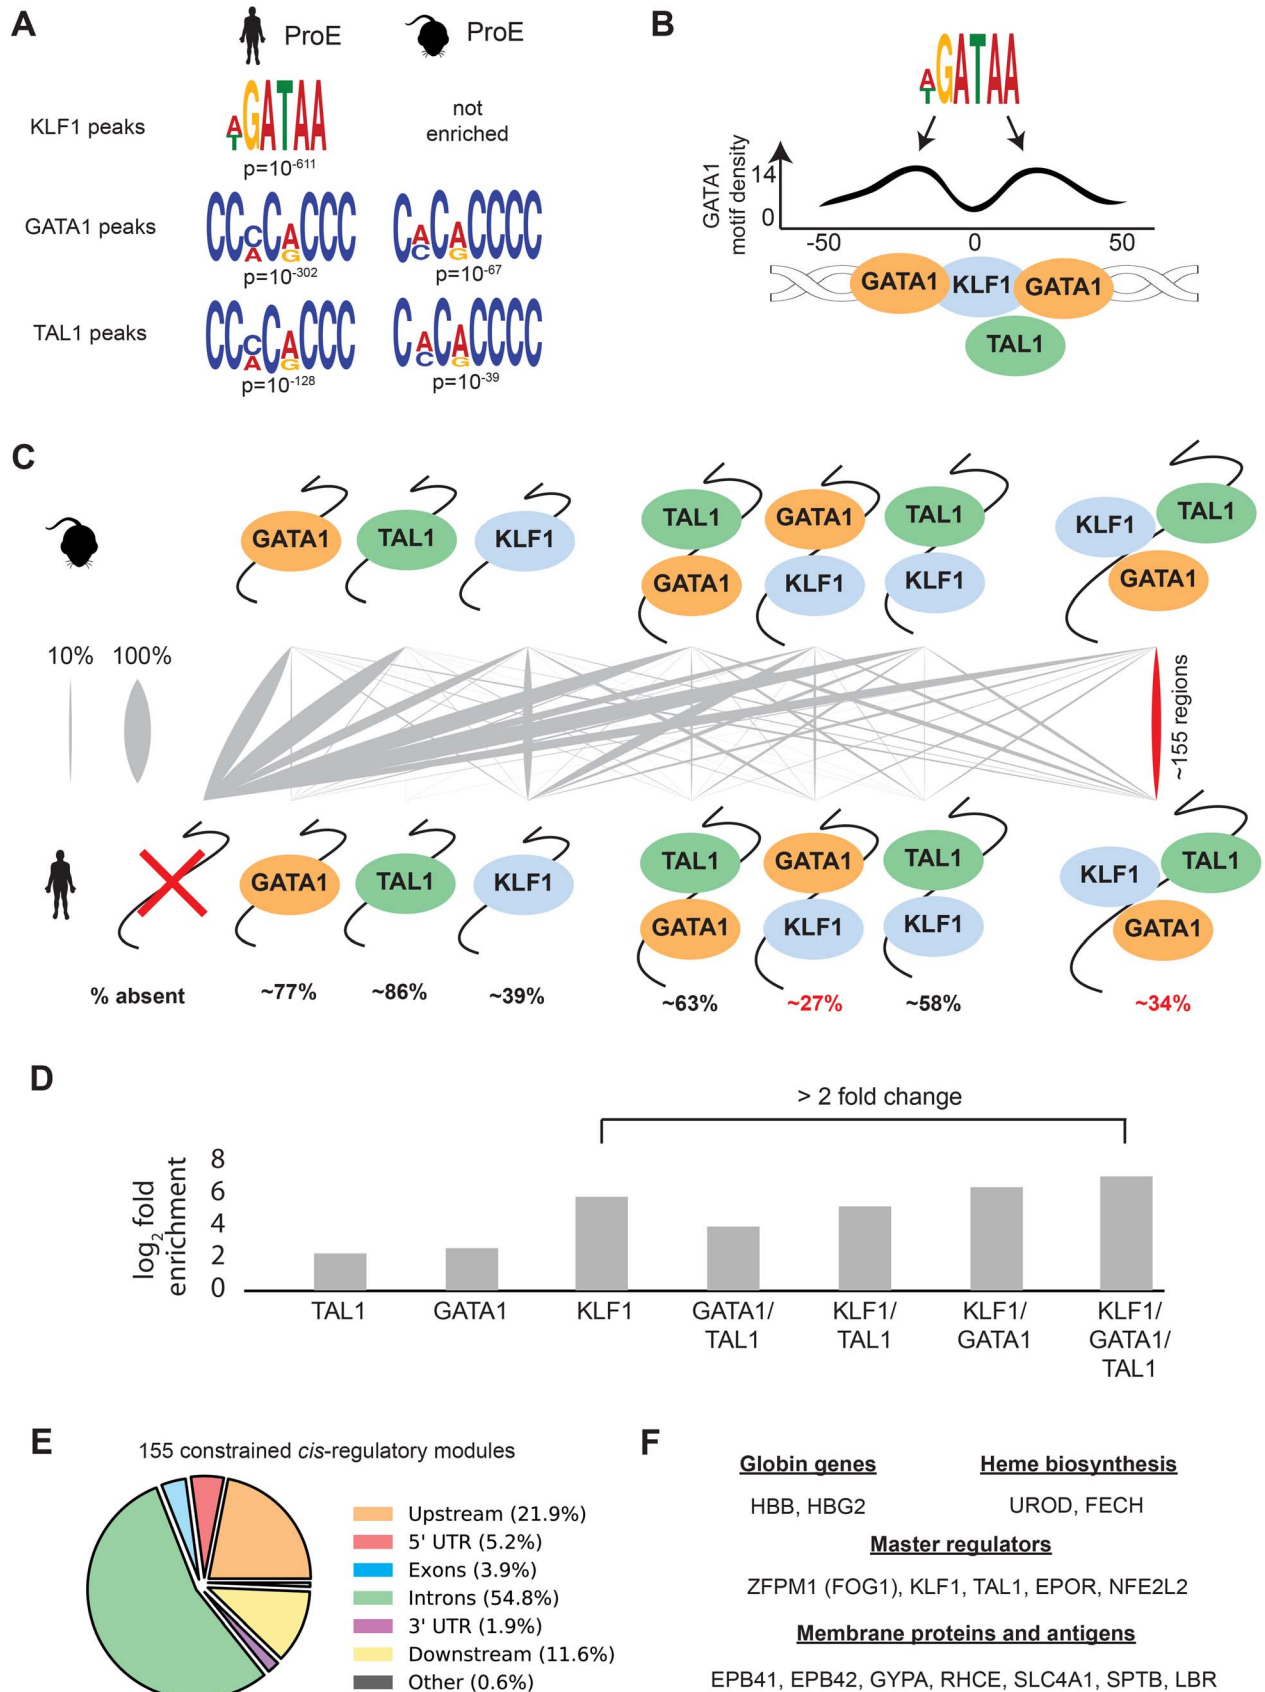 A
ProE
ProE
KLF1 peaks
ATGATAA
p=10-611
not
enriched
GATA1 peaks
CCCACAGCCC
p=10-302
CACCAGCCCC
p=10-67
TAL1 peaks
CCCACAGCCC
p=10-128
CACCAGCCCC
p=10-39
B
ATGATAA
GATA1
motif density
14
0
-50
0
50
GATA1
KLF1
GATA1
TAL1
C
GATA1
TAL1
KLF1
TAL1
GATA1
GATA1
KLF1
TAL1
KLF1
KLF1
TAL1
GATA1
10%
100%
~155 regions
GATA1
TAL1
KLF1
TAL1
GATA1
GATA1
KLF1
TAL1
KLF1
KLF1
TAL1
GATA1
% absent
~77%
~86%
~39%
~63%
~27%
~58%
~34%
D
> 2 fold change
log2 fold
enrichment
8
6
4
2
0
TAL1
GATA1
KLF1
GATA1/
TAL1
KLF1/
TAL1
KLF1/
GATA1
KLF1/
GATA1/
TAL1
E
155 constrained cis-regulatory modules
Upstream (21.9%)
5' UTR (5.2%)
Exons (3.9%)
Introns (54.8%)
3' UTR (1.9%)
Downstream (11.6%)
Other (0.6%)
F
Globin genes
HBB, HBG2
Heme biosynthesis
UROD, FECH
Master regulators
ZFPM1 (FOG1), KLF1, TAL1, EPOR, NFE2L2
Membrane proteins and antigens
EPB41, EPB42, GYPA, RHCE, SLC4A1, SPTB, LBR